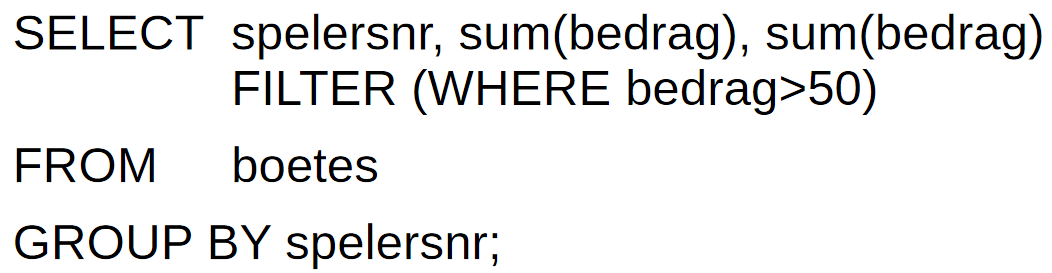 SELECT spelersnr, sum(bedrag), sum(bedrag)
FILTER (WHERE bedrag>50)
FROM boetes
GROUP BY spelersnr;